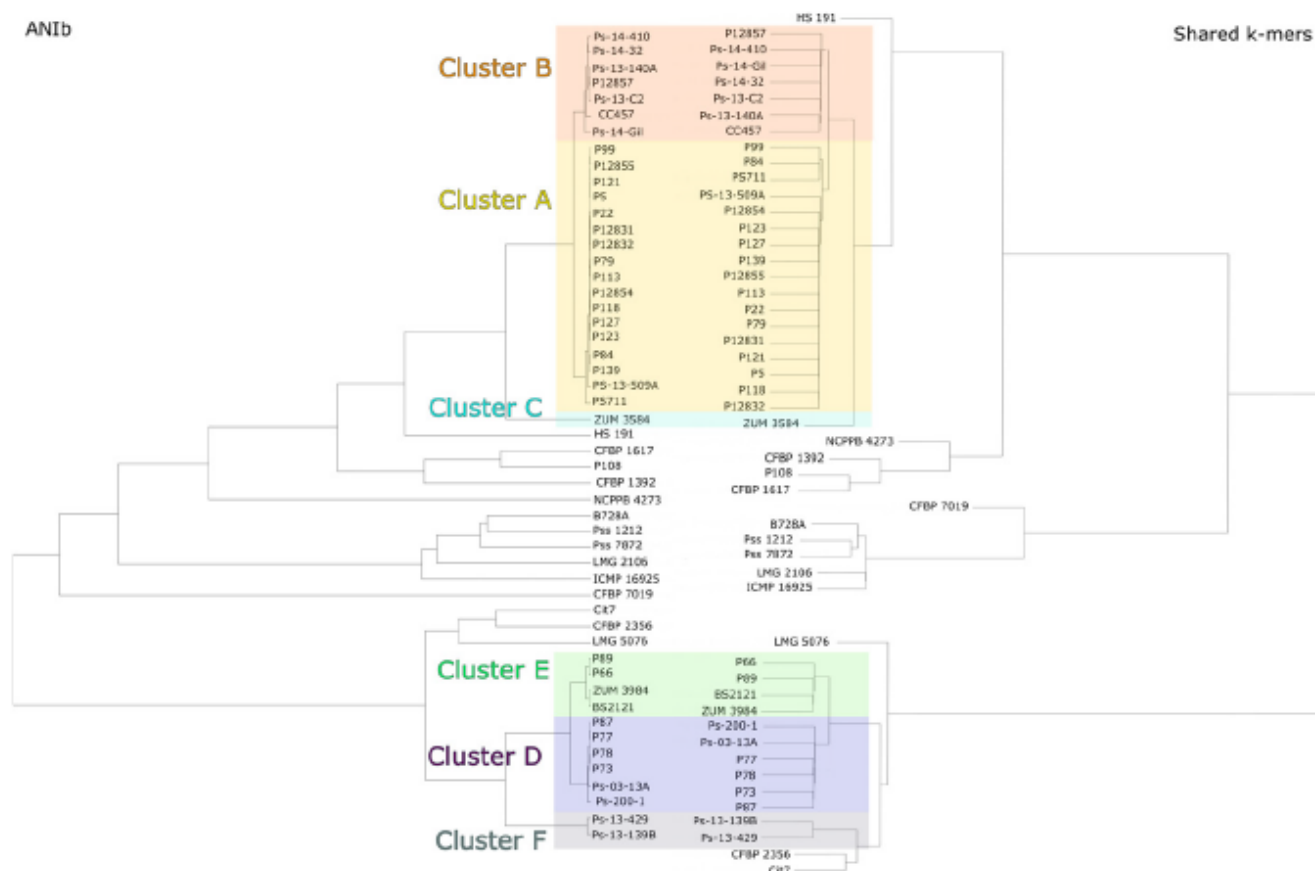 ANIb
Shared k-mers
Cluster B
Ps-14-410
Ps-14-32
Ps-13-140A
P12857
Ps-13-C2
CC457
Ps-14-Gil
Cluster A
P99
P12855
P121
P5
P22
P12831
P12832
P79
P113
P12854
P118
P127
P123
P84
P139
PS-13-509A
PS711
Cluster C
ZUM 3584
HS 191
CFBP 1617
P108
CFBP 1392
NCPPB 4273
B728A
Pss 1212
Pss 7872
LMG 2106
ICMP 16925
CFBP 7019
Cit7
CFBP 2356
LMG 5076
Cluster E
P89
P66
ZUM 3984
BS2121
Cluster D
P87
P77
P78
P73
Ps-03-13A
Ps-200-1
Cluster F
Ps-13-429
Ps-13-139B
HS 191
P12857
Ps-14-410
Ps-14-Gil
Ps-14-32
Ps-13-C2
Ps-13-140A
CC457
P99
P84
PS711
PS-13-509A
P12854
P123
P127
P139
P12855
P113
P22
P79
P12831
P121
P5
P118
P12832
ZUM 3584
NCPPB 4273
CFBP 1392
P108
CFBP 1617
CFBP 7019
B728A
Pss 1212
Pss 7872
LMG 2106
ICMP 16925
LMG 5076
P66
P89
BS2121
ZUM 3984
Ps-200-1
Ps-03-13A
P77
P78
P73
P87
Ps-13-139B
Ps-13-429
CFBP 2356
Cit7